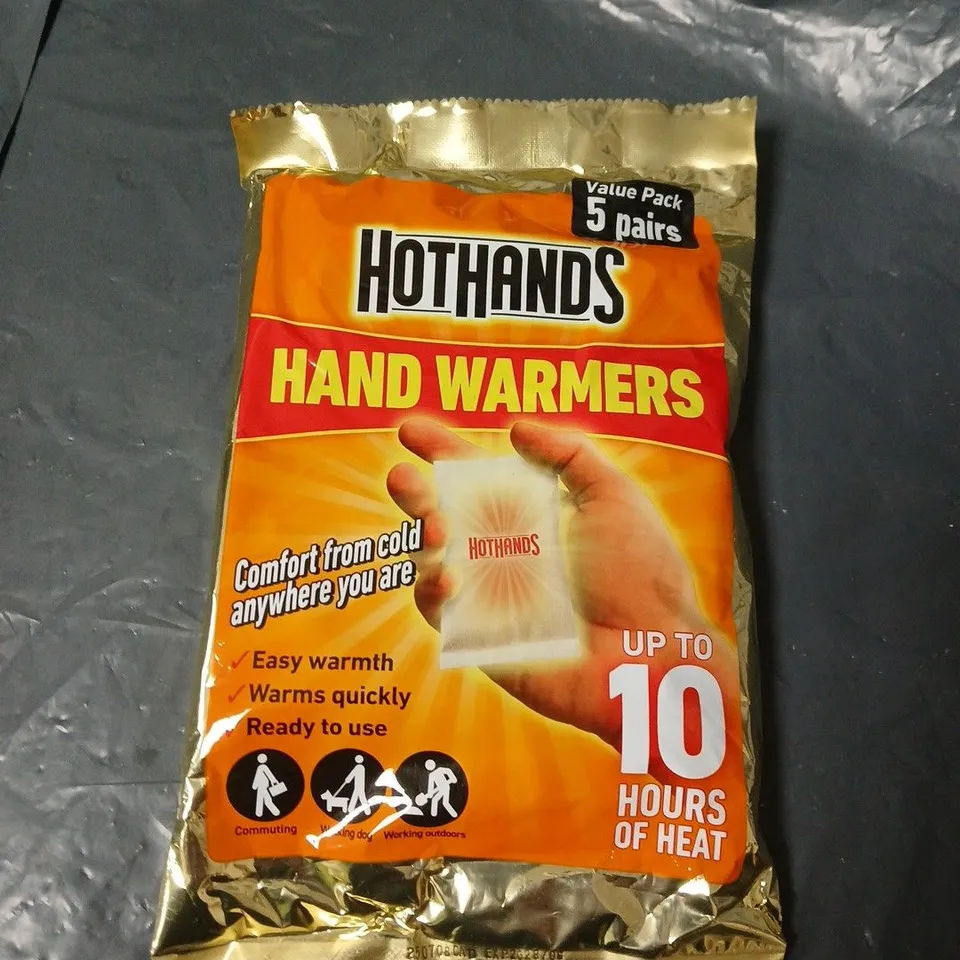 Value Pack
5 pairs
HOTHANDS
HAND WARMERS
HOTHANDS
Comfort from cold
anywhere you are
Easy warmth
Warms quickly
Ready to use
Commuting
dog
Working outdoors
UP TO
10
HOURS
OF HEAT